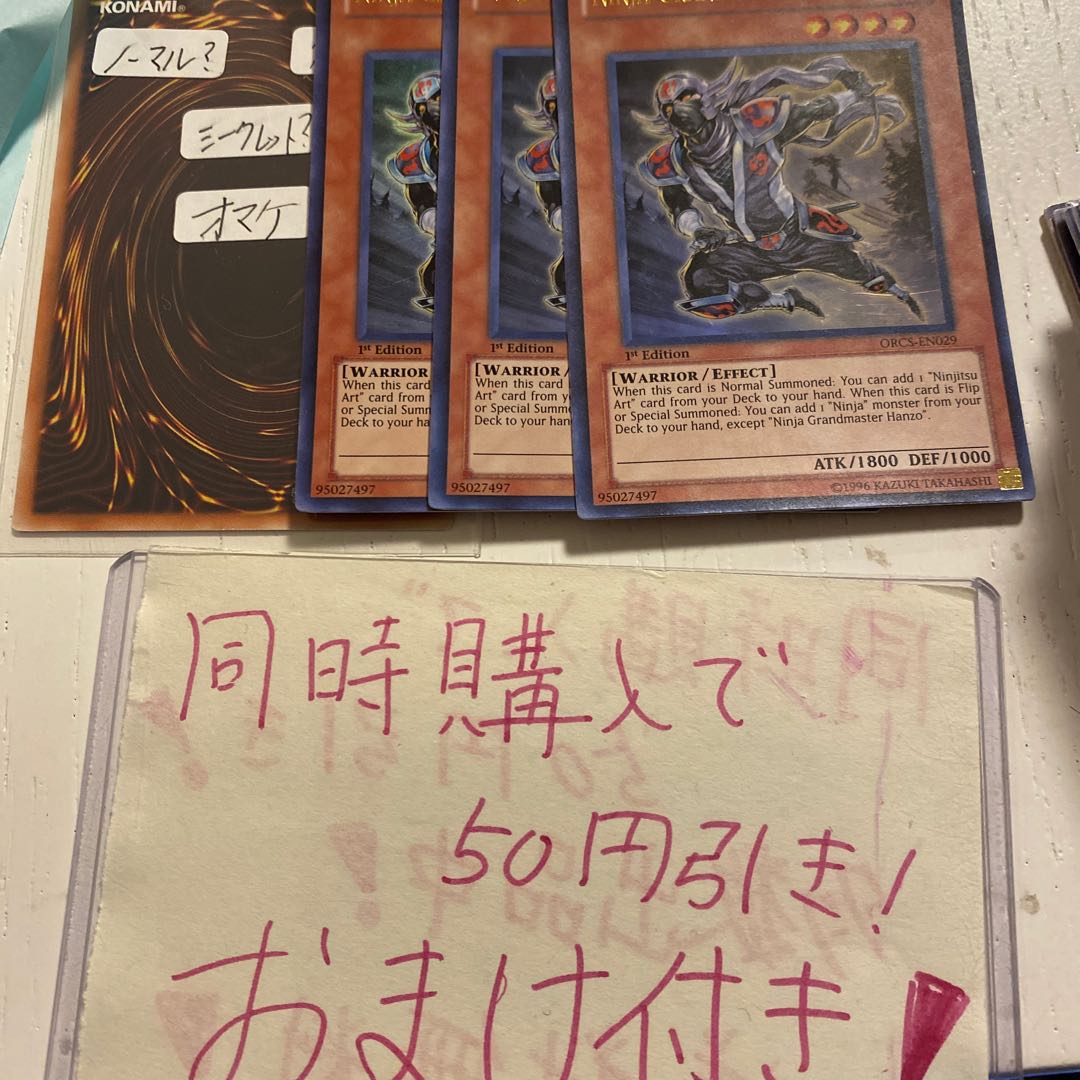 KONAMI®
ノーマル?
シークレット?
オマケ
1st Edition
[WARRIOR /
When this card
Art" card from
or Special Summ
Deck to your ha
95027497
1st Edition
[WARRIOR /
When this card
Art" card from y
or Special Summo
Deck to your han
95027497
ORCS-EN029
1st Edition
[WARRIOR / EFFECT]
When this card is Normal Summoned: You can add 1 "Ninjitsu
Art" card from your Deck to your hand. When this card is Flip
or Special Summoned: You can add 1 "Ninja" monster from your
Deck to your hand, except "Ninja Grandmaster Hanzo".
ATK/1800 DEF/1000
95027497
©1996 KAZUKI TAKAHASHI
同時購入で
50円引き!
おまけ付き!